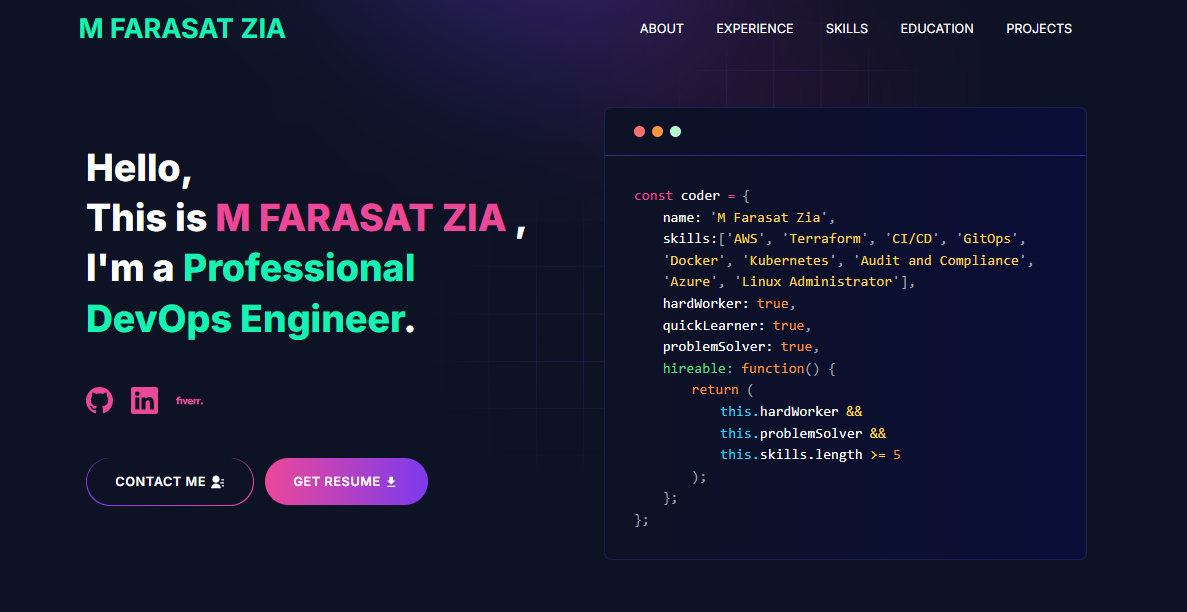 M FARASAT ZIA
ABOUT EXPERIENCE SKILLS EDUCATION PROJECTS
Hello,
This is M FARASAT ZIA ,
I'm a Professional
DevOps Engineer.
fiverr.
CONTACT ME
GET RESUME
const coder = {
name: 'M Farasat Zia',
skills:['AWS', 'Terraform', 'CI/CD', 'GitOps',
'Docker', 'Kubernetes', 'Audit and Compliance',
'Azure', 'Linux Administrator'],
hardWorker: true,
quickLearner: true,
problemSolver: true,
hireable: function() {
return (
this.hardWorker &&
this.problemSolver &&
this.skills.length >= 5
);
};
};